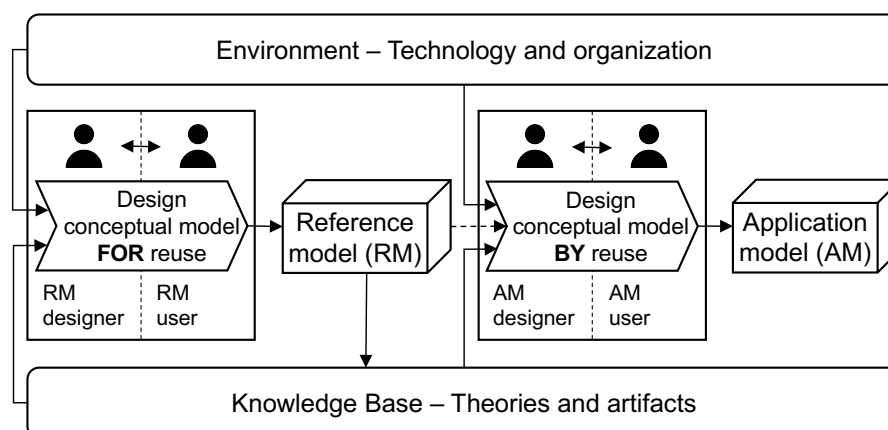 Environment – Technology and organization
Design
conceptual model
FOR reuse
RM
designer
RM
user
Reference
model (RM)
Design
conceptual model
BY reuse
AM
designer
AM
user
Application
model (AM)
Knowledge Base – Theories and artifacts